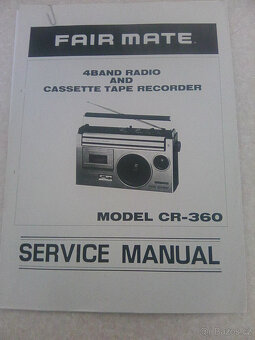 FAIR MATE
4BAND RADIO
AND
CASSETTE TAPE RECORDER
MODEL CR-360
SERVICE MANUAL